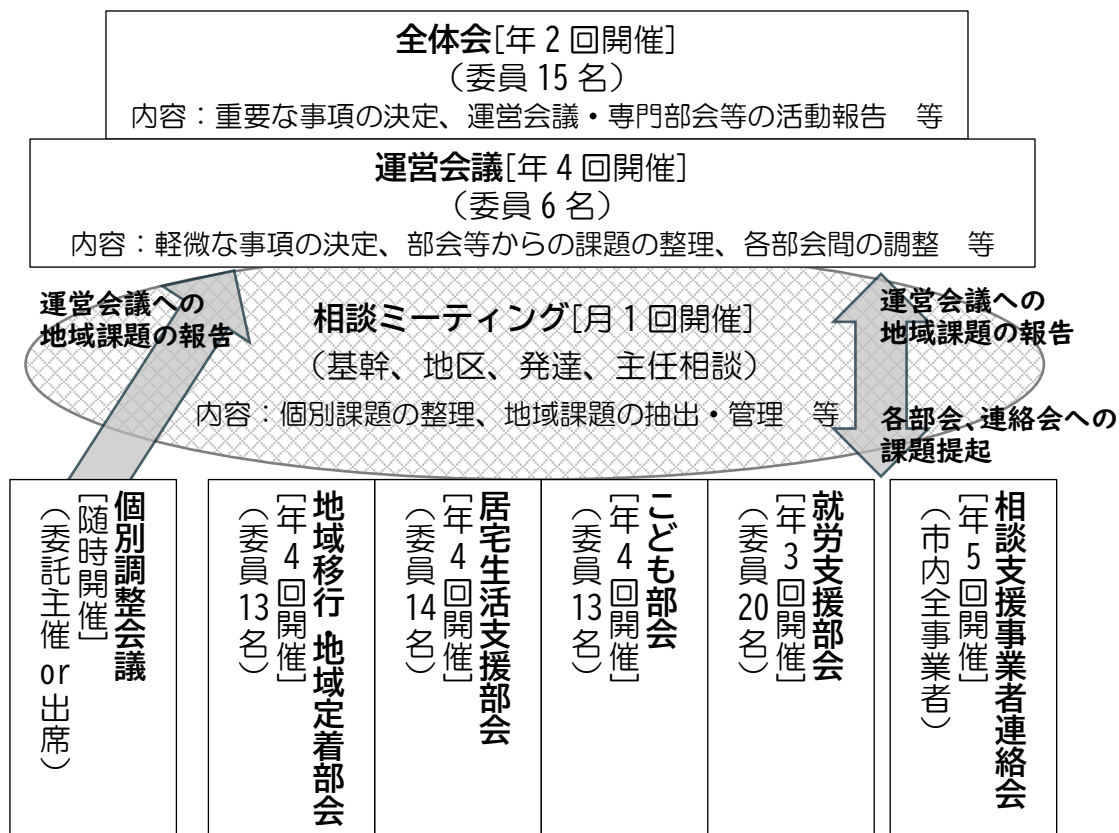 全体会[年2回開催]
（委員15名）
内容：重要な事項の決定、運営会議・専門部会等の活動報告　等
運営会議[年4回開催]
（委員6名）
内容：軽微な事項の決定、部会等からの課題の整理、各部会間の調整　等
運営会議への
地域課題の報告
相談ミーティング[月1回開催]
（基幹、地区、発達、主任相談）
内容：個別課題の整理、地域課題の抽出・管理　等
運営会議への
地域課題の報告
各部会、連絡会への
課題提起
個別調整会議
[随時開催]
（委託主催or出席）
地域移行・地域定着部会
[年4回開催]
（委員13名）
居宅生活支援部会
[年4回開催]
（委員14名）
こども部会
[年4回開催]
（委員13名）
就労支援部会
[年3回開催]
（委員20名）
相談支援事業者連絡会
[年5回開催]
（市内全事業者）